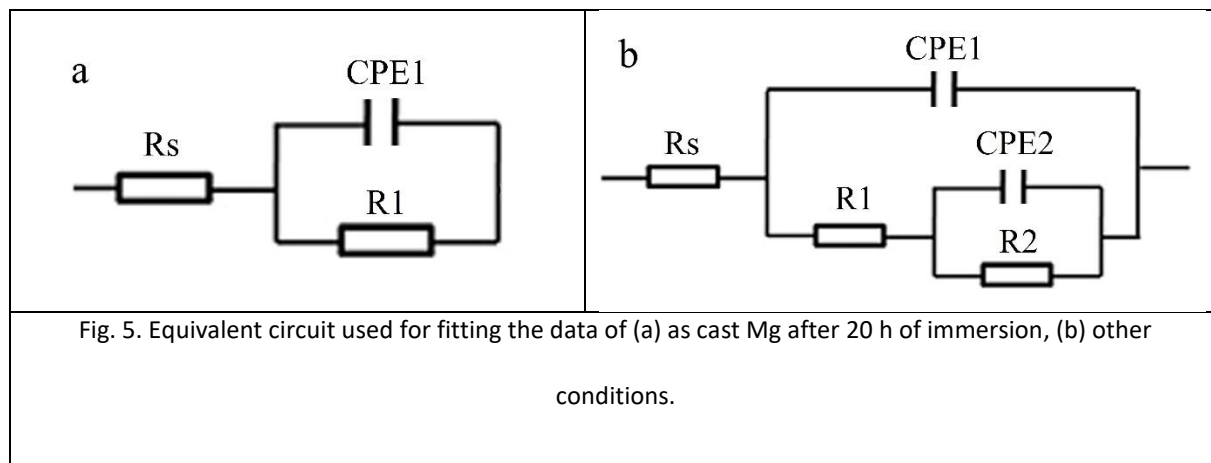 a
CPE1
Rs
R1
b
CPE1
Rs
CPE2
R1
R2
Fig. 5. Equivalent circuit used for fitting the data of (a) as cast Mg after 20 h of immersion, (b) other
conditions.